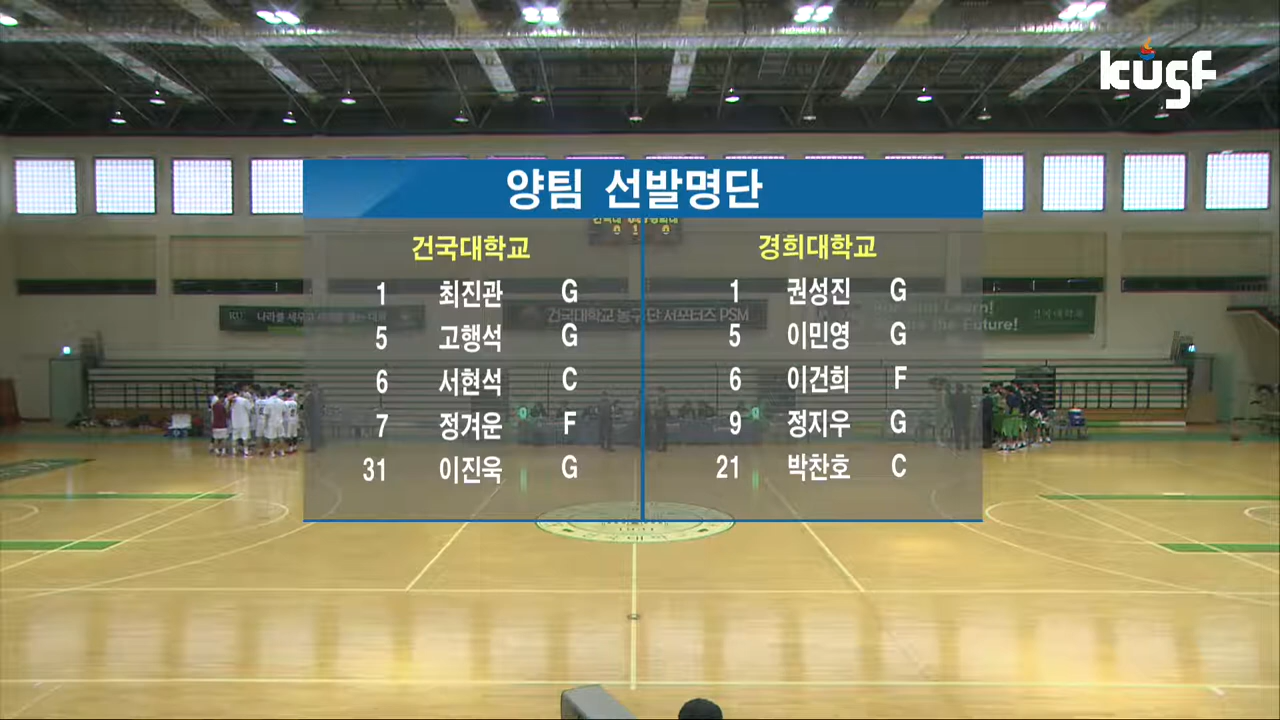 kusf
양팀 선발명단
건국대학교
1 최진관 G
5 고행석 G
6 서현석 C
7 정겨운 F
31 이진욱 G
경희대학교
1 권성진 G
5 이민영 G
6 이건희 F
9 정지우 G
21 박찬호 C
건국대학교 농구단 서포터즈 PSM
the Future!